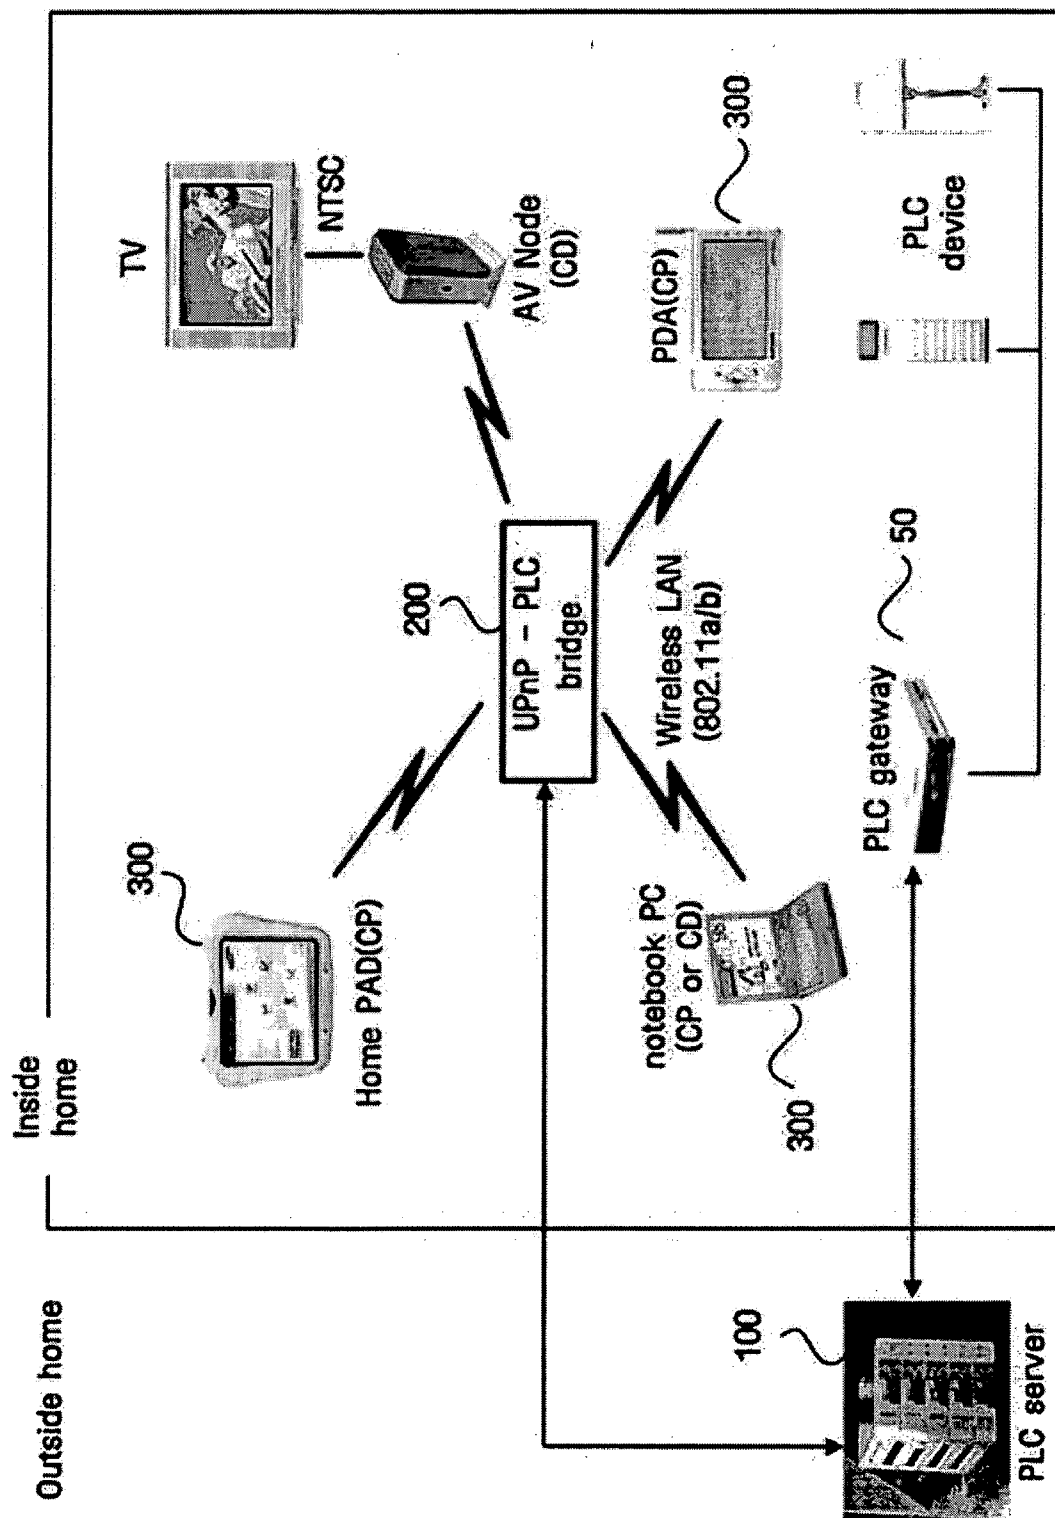 Outside home
Inside
home
TV
NTSC
300
Home PAD(CP)
AV Node
(CD)
200
UPnP - PLC
bridge
300
PDA(CP)
notebook PC
(CP or CD)
Wireless LAN
(802.11a/b)
300
100
PLC server
PLC gateway
50
PLC
device